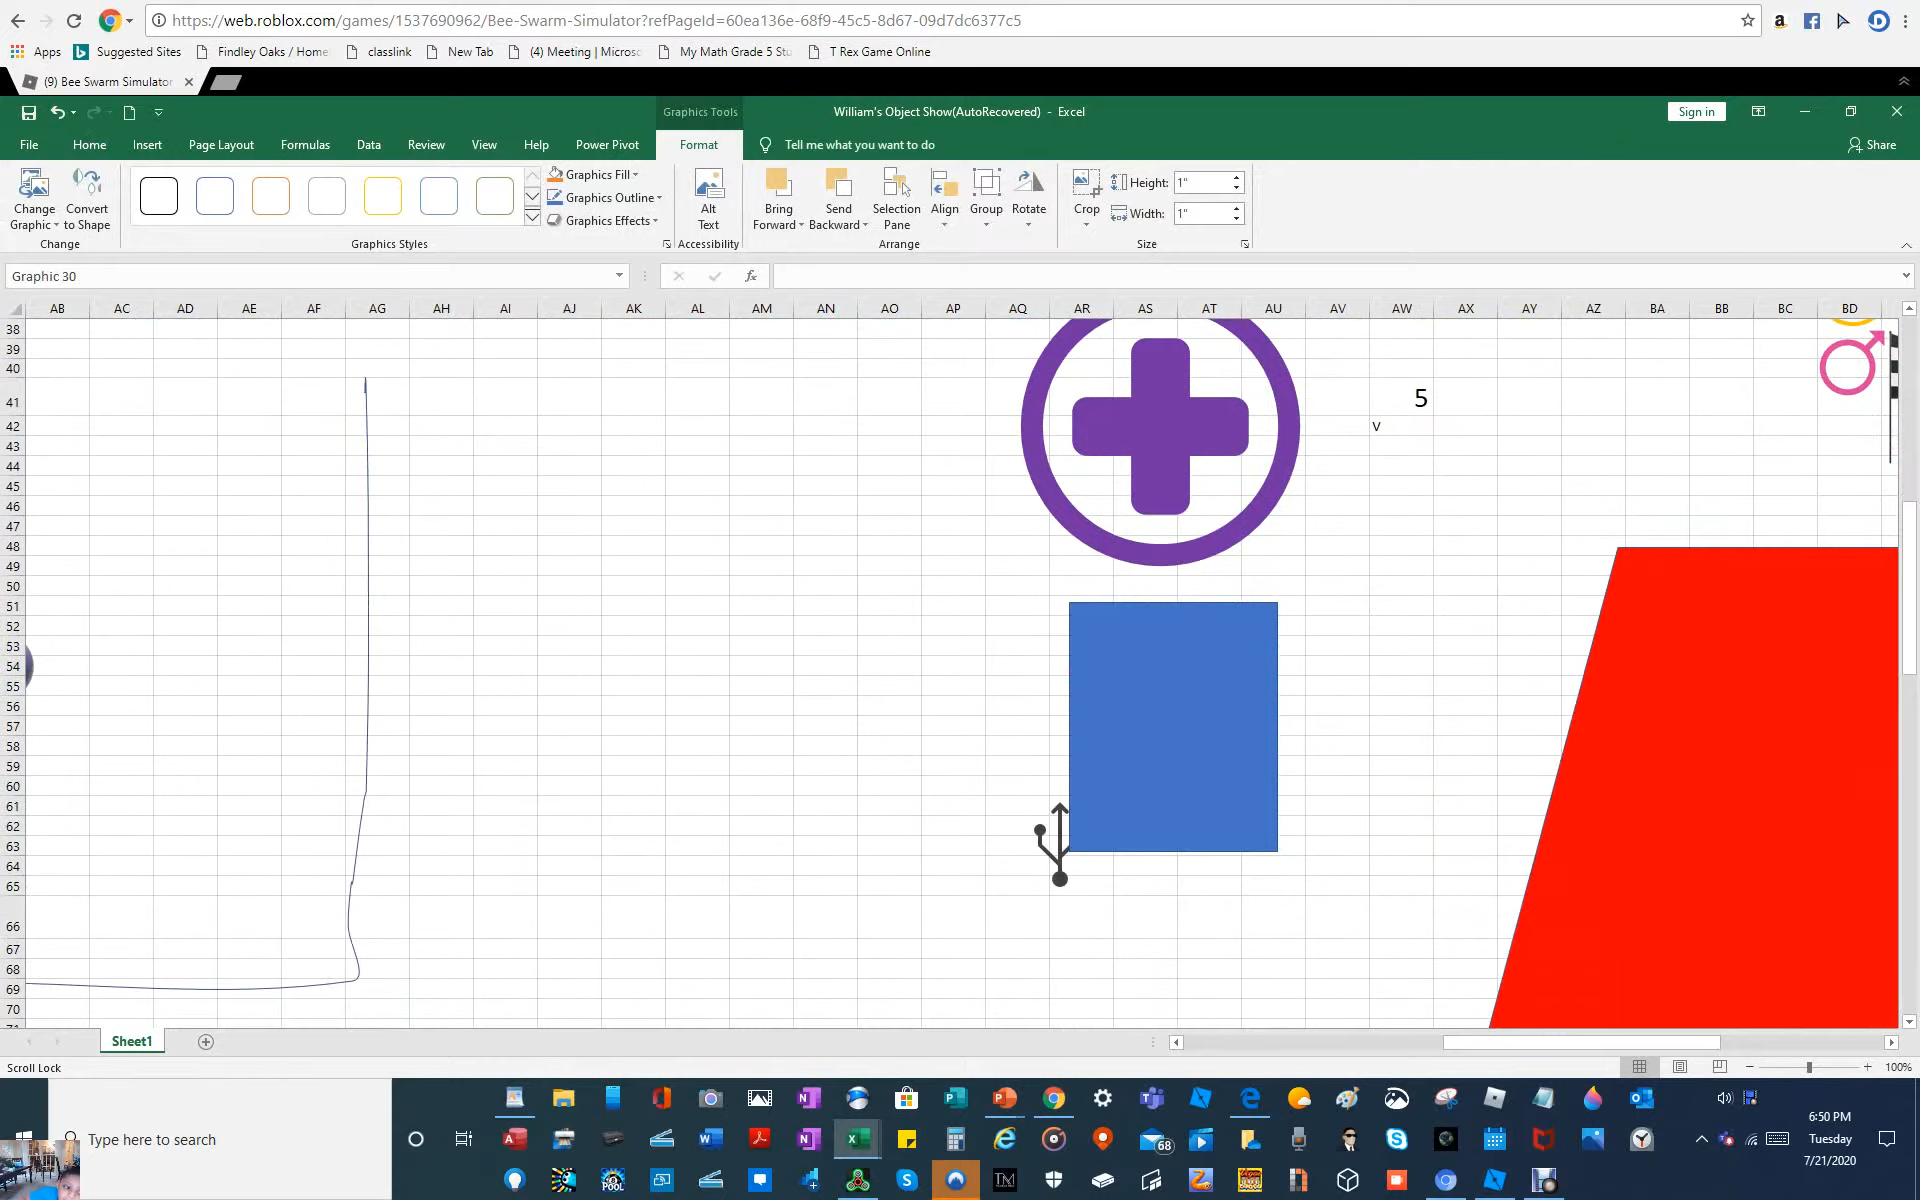 https://web.roblox.com/games/1537690962/Bee-Swarm-Simulator?refPageId=60ea136e-68f9-45c5-8d67-09d7dc6377c5
Apps Suggested Sites Findley Oaks / Home classlink New Tab (4) Meeting | Microsc My Math Grade 5 Stu T Rex Game Online
(9) Bee Swarm Simulator
Graphics Tools William's Object Show(AutoRecovered) - Excel Sign in
File Home Insert Page Layout Formulas Data Review View Help Power Pivot Format Tell me what you want to do Share
Change Graphic Convert to Shape Graphics Fill Graphics Outline Graphics Effects Alt Text Bring Forward Send Backward Selection Pane Align Group Rotate Crop Height: 1" Width: 1"
Change Graphics Styles Accessibility Arrange Size
Graphic 30 fx
AB AC AD AE AF AG AH AI AJ AK AL AM AN AO AP AQ AR AS AT AU AV AW AX AY AZ BA BB BC BD
38
39
40
41 5
42 v
43
44
45
46
47
48
49
50
51
52
53
54
55
56
57
58
59
60
61
62
63
64
65
66
67
68
69
70
71
Sheet1
Scroll Lock 100%
Type here to search
68
POOL
TM
6:50 PM
Tuesday
7/21/2020